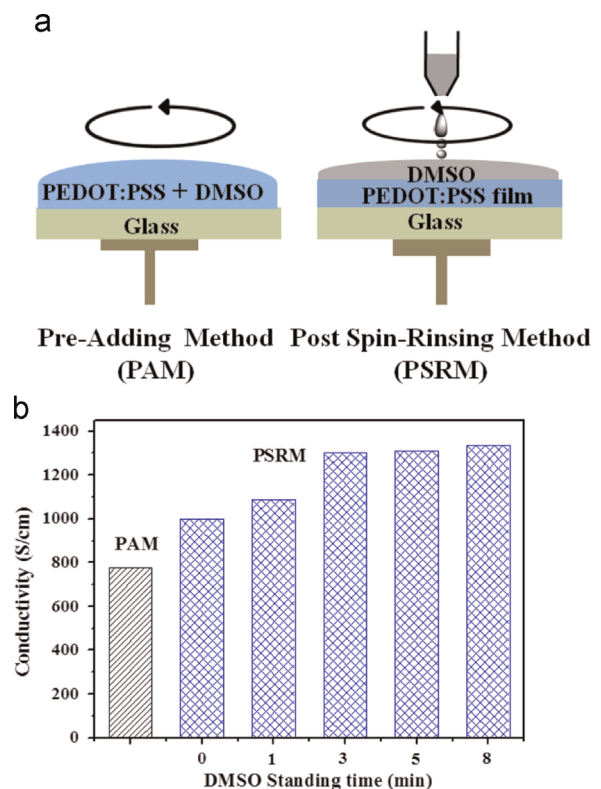 a
PEDOT:PSS + DMSO
Glass
DMSO
PEDOT:PSS film
Glass
Pre-Adding Method
(PAM)
Post Spin-Rinsing Method
(PSRM)
b
Conductivity (S/cm)
1400
1200
1000
800
600
400
200
0
PAM
PSRM
0 1 3 5 8
DMSO Standing time (min)